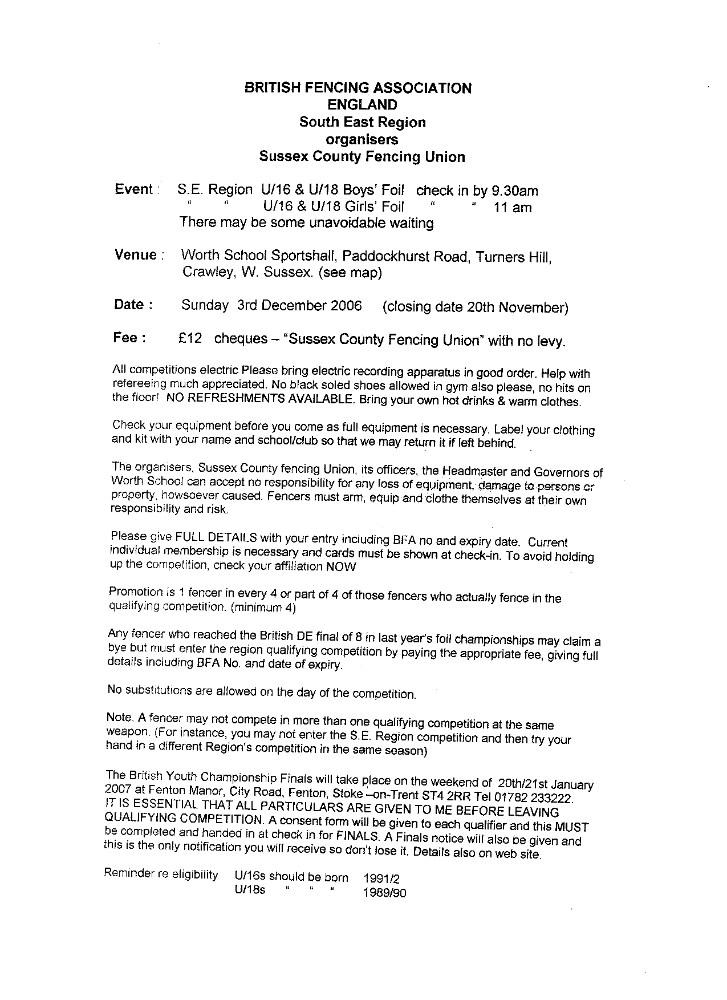 BRITISH FENCING ASSOCIATION
ENGLAND
South East Region
organisers
Sussex County Fencing Union
Event : S.E. Region U/16 & U/18 Boys' Foil check in by 9.30am
" " U/16 & U/18 Girls' Foil " " 11 am
There may be some unavoidable waiting
Venue : Worth School Sportshall, Paddockhurst Road, Turners Hill,
Crawley, W. Sussex. (see map)
Date : Sunday 3rd December 2006 (closing date 20th November)
Fee : £12 cheques – "Sussex County Fencing Union" with no levy.
All competitions electric Please bring electric recording apparatus in good order. Help with
refereeing much appreciated. No black soled shoes allowed in gym also please, no hits on
the floor! NO REFRESHMENTS AVAILABLE. Bring your own hot drinks & warm clothes.
Check your equipment before you come as full equipment is necessary. Label your clothing
and kit with your name and school/club so that we may return it if left behind.
The organisers, Sussex County fencing Union, its officers, the Headmaster and Governors of
Worth School can accept no responsibility for any loss of equipment, damage to persons or
property, howsoever caused. Fencers must arm, equip and clothe themselves at their own
responsibility and risk.
Please give FULL DETAILS with your entry including BFA no and expiry date. Current
individual membership is necessary and cards must be shown at check-in. To avoid holding
up the competition, check your affiliation NOW
Promotion is 1 fencer in every 4 or part of 4 of those fencers who actually fence in the
qualifying competition. (minimum 4)
Any fencer who reached the British DE final of 8 in last year's foil championships may claim a
bye but must enter the region qualifying competition by paying the appropriate fee, giving full
details including BFA No. and date of expiry.
No substitutions are allowed on the day of the competition.
Note. A fencer may not compete in more than one qualifying competition at the same
weapon. (For instance, you may not enter the S.E. Region competition and then try your
hand in a different Region's competition in the same season)
The British Youth Championship Finals will take place on the weekend of 20th/21st January
2007 at Fenton Manor, City Road, Fenton, Stoke –on-Trent ST4 2RR Tel 01782 233222.
IT IS ESSENTIAL THAT ALL PARTICULARS ARE GIVEN TO ME BEFORE LEAVING
QUALIFYING COMPETITION. A consent form will be given to each qualifier and this MUST
be completed and handed in at check in for FINALS. A Finals notice will also be given and
this is the only notification you will receive so don't lose it. Details also on web site.
Reminder re eligibility U/16s should be born 1991/2
U/18s " " " 1989/90